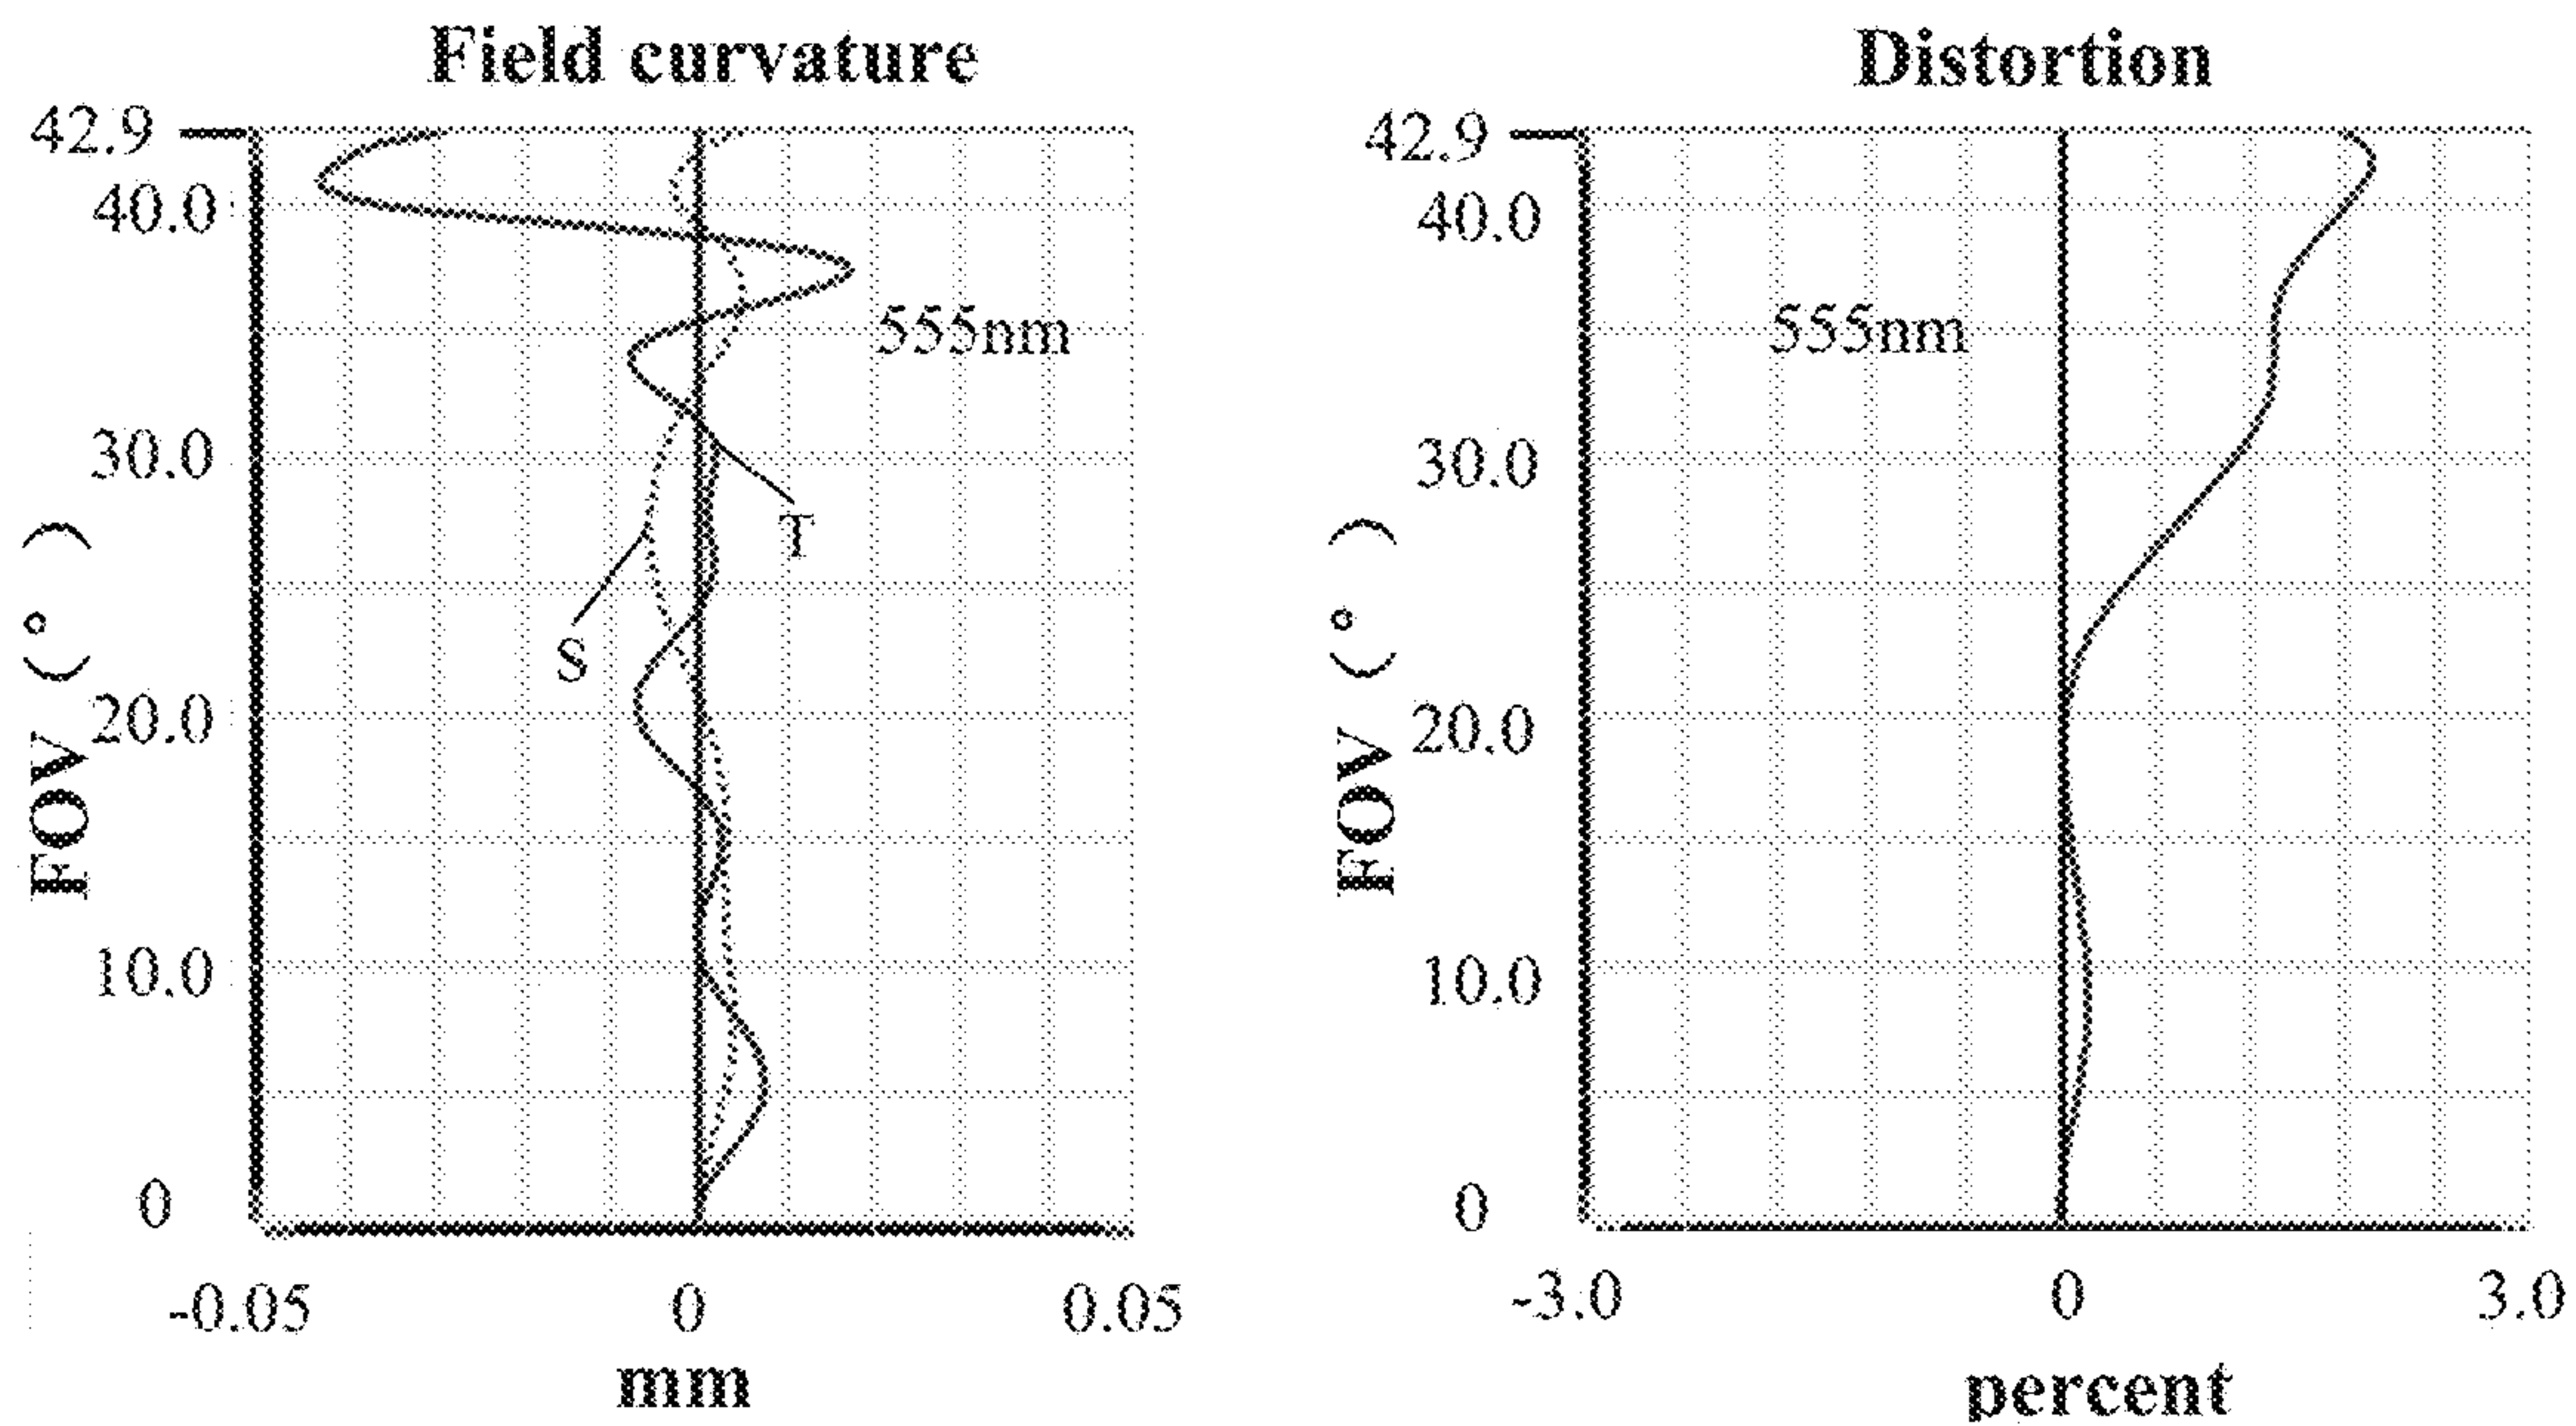 Field curvature
42.9
40.0
30.0
20.0
10.0
0
FOV (°)
555nm
T
S
-0.05 0 0.05
mm
Distortion
42.9
40.0
30.0
20.0
10.0
0
FOV (°)
555nm
-3.0 0 3.0
percent